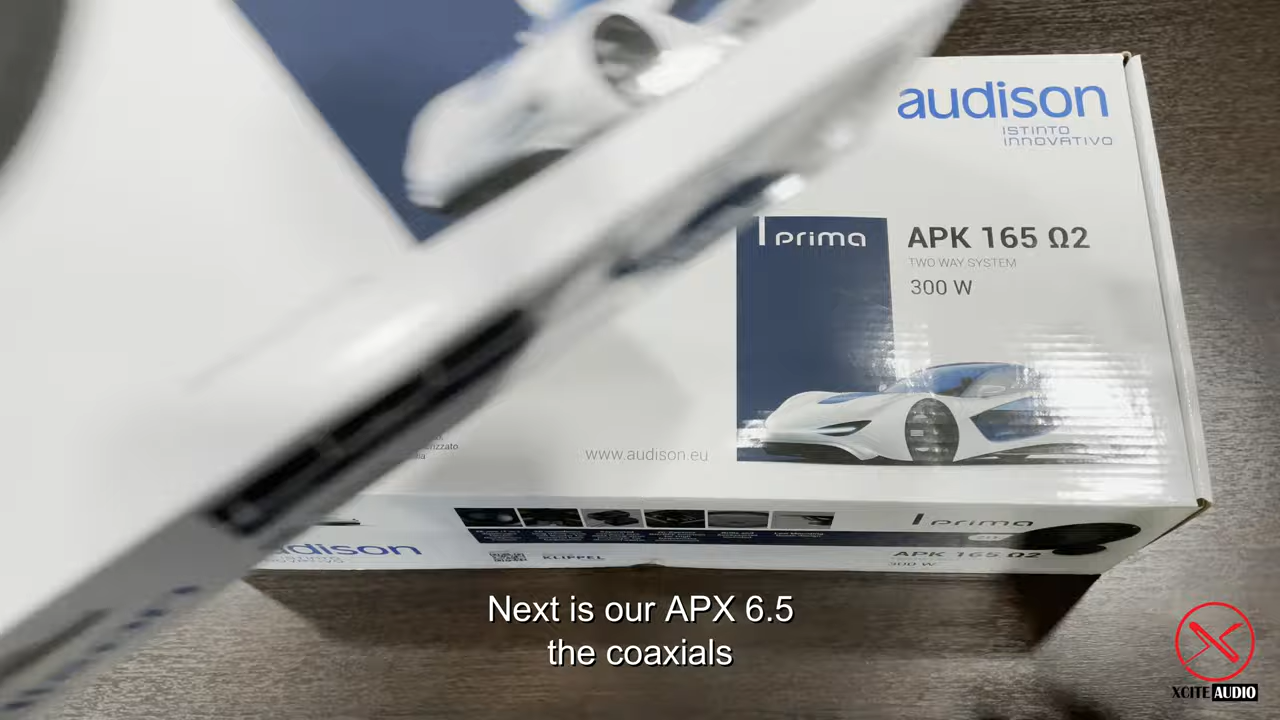 audison
ISTINTO
INNOVATIVO
prima
APK 165 Ω2
TWO WAY SYSTEM
300 W
www.audison.eu
prima
APK 165 Ω2
300 W
KLIPPEL
Next is our APX 6.5
the coaxials
XCITE AUDIO